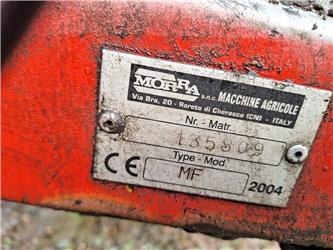 MORRA s.n.c. MACCHINE AGRICOLE
Via Bra, 20 - Roreto di Cherasco (CN) - ITALY
Nr. - Matr.
135809
Type - Mod.
CE MF 2004